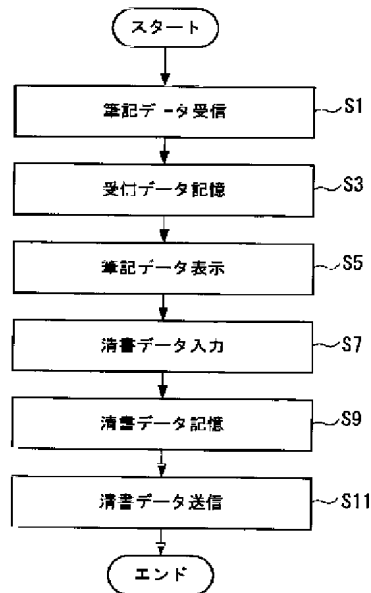 スタート
筆記データ受信 S1
受付データ記憶 S3
筆記データ表示 S5
清書データ入力 S7
清書データ記憶 S9
清書データ送信 S11
エンド